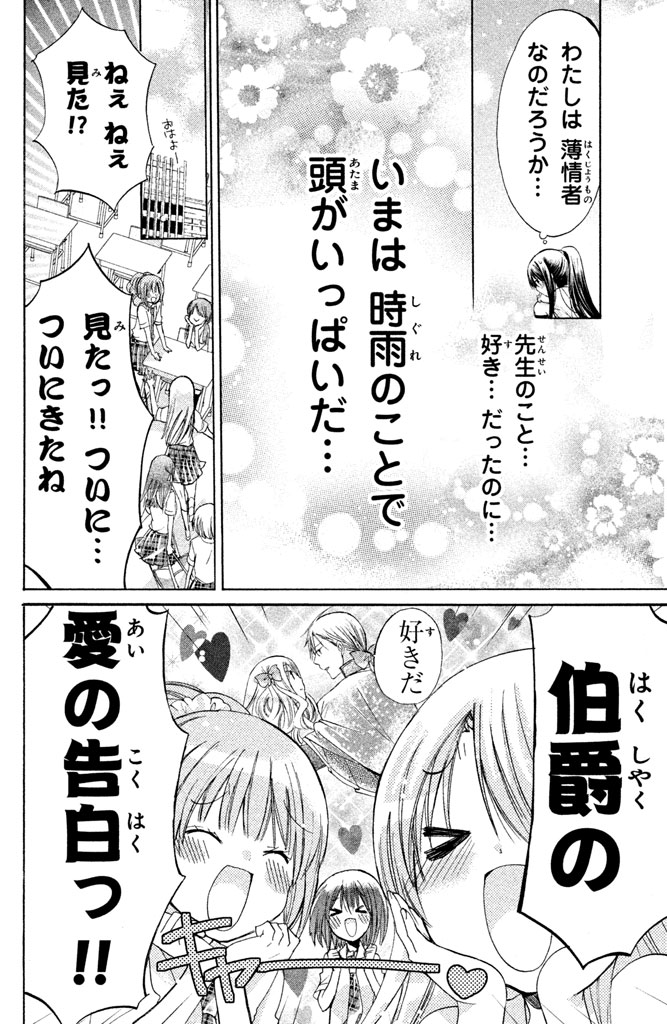 わたしは 薄情者
なのだろうか…
先生のこと…
好き… だったのに…
いまは 時雨のことで
頭がいっぱいだ…
おはよー
ねぇ ねぇ
見た!?
見たっ!! ついに…
ついにきたね
伯爵の
好きだ
愛の告白っ!!
キャー♡